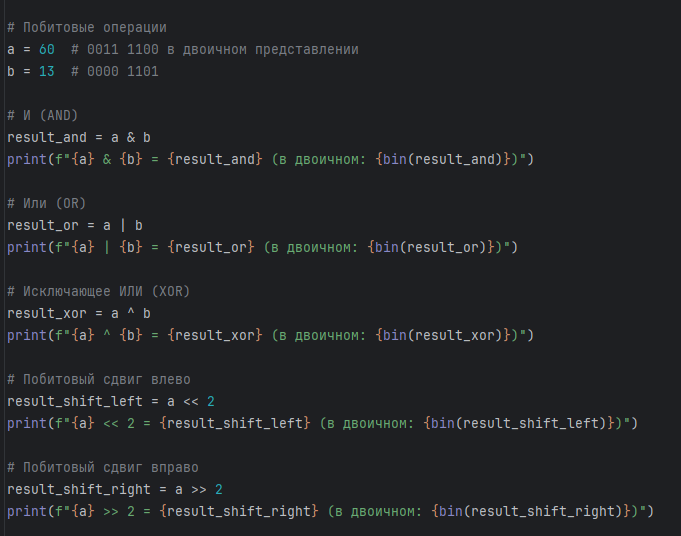 # Побитовые операции
a = 60  # 0011 1100 в двоичном представлении
b = 13  # 0000 1101
# И (AND)
result_and = a & b
print(f"{a} & {b} = {result_and} (в двоичном: {bin(result_and)})")
# Или (OR)
result_or = a | b
print(f"{a} | {b} = {result_or} (в двоичном: {bin(result_or)})")
# Исключающее ИЛИ (XOR)
result_xor = a ^ b
print(f"{a} ^ {b} = {result_xor} (в двоичном: {bin(result_xor)})")
# Побитовый сдвиг влево
result_shift_left = a << 2
print(f"{a} << 2 = {result_shift_left} (в двоичном: {bin(result_shift_left)})")
# Побитовый сдвиг вправо
result_shift_right = a >> 2
print(f"{a} >> 2 = {result_shift_right} (в двоичном: {bin(result_shift_right)})")